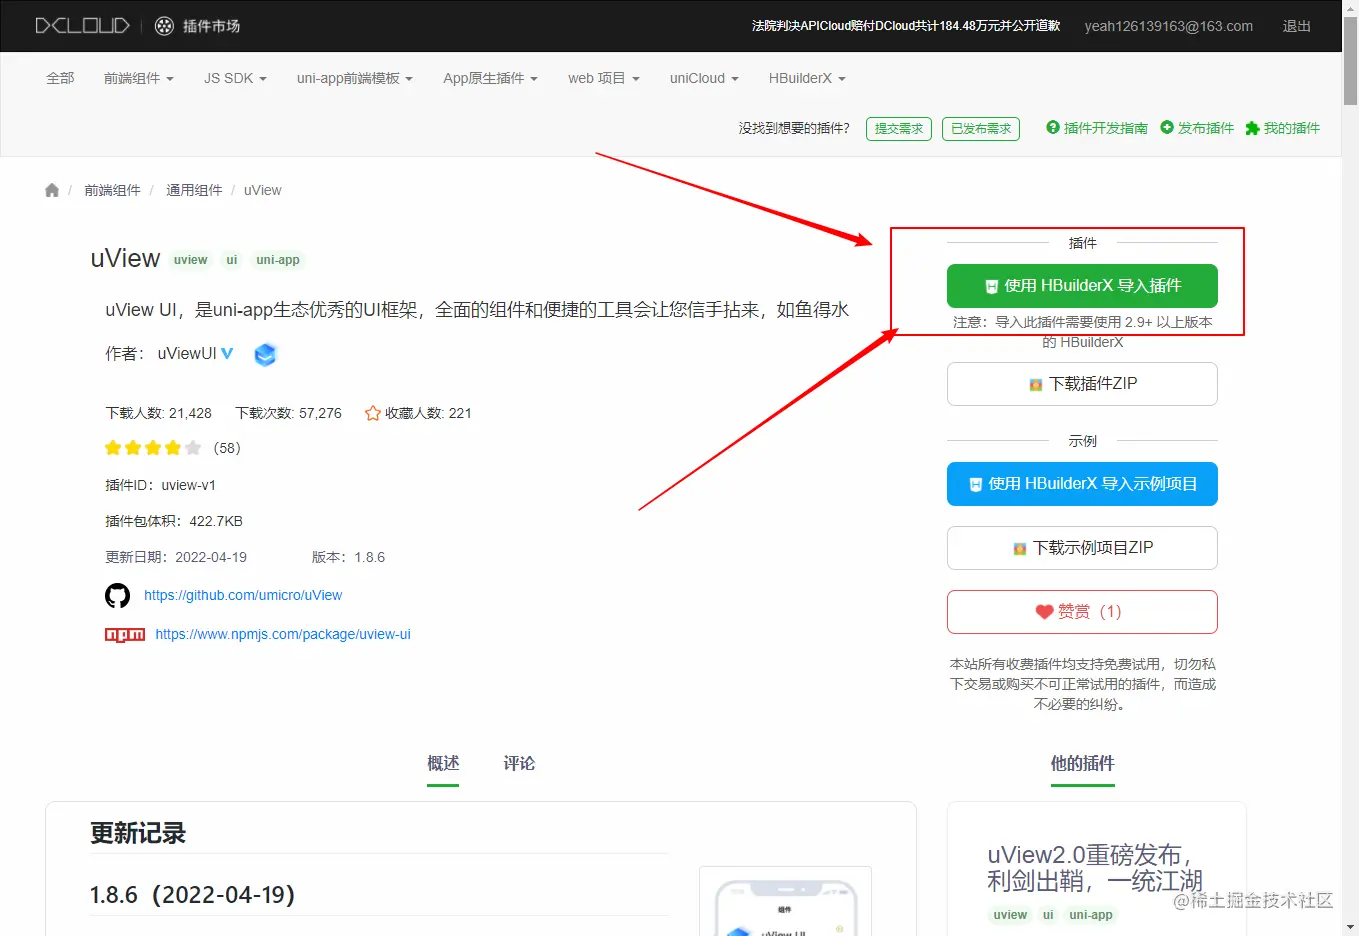 DCLOUD 插件市场 法院判决APICloud赔付DCloud共计184.48万元并公开道歉 yeah126139163@163.com 退出
全部 前端组件 JS SDK uni-app前端模板 App原生插件 web 项目 uniCloud HBuilderX
没找到想要的插件? 提交需求 已发布需求 插件开发指南 发布插件 我的插件
/ 前端组件 / 通用组件 / uView
uView uview ui uni-app
uView UI，是uni-app生态优秀的UI框架，全面的组件和便捷的工具会让您信手拈来，如鱼得水
作者： uViewUI V
下载人数: 21,428 下载次数: 57,276 收藏人数: 221
(58)
插件ID：uview-v1
插件包体积：422.7KB
更新日期：2022-04-19 版本：1.8.6
https://github.com/umicro/uView
npm https://www.npmjs.com/package/uview-ui
插件
使用 HBuilderX 导入插件
注意：导入此插件需要使用 2.9+ 以上版本
的 HBuilderX
下载插件ZIP
示例
使用 HBuilderX 导入示例项目
下载示例项目ZIP
赞赏（1）
本站所有收费插件均支持免费试用，切勿私
下交易或购买不可正常试用的插件，而造成
不必要的纠纷。
概述 评论
更新记录
1.8.6（2022-04-19）
组件
uView UI
他的插件
uView2.0重磅发布，
利剑出鞘，一统江湖
uview ui uni-app
@稀土掘金技术社区